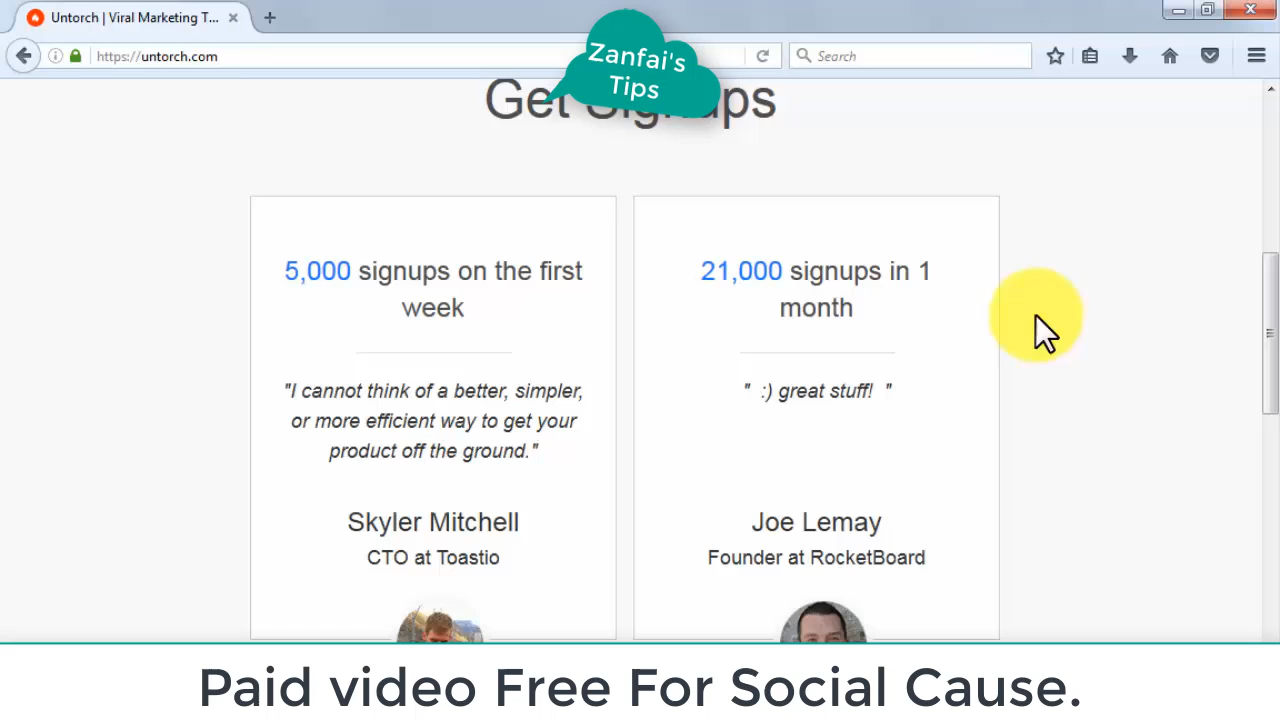 Untorch | Viral Marketing T...
https://untorch.com
Search
Zanfai's
Tips
Get Signups
5,000 signups on the first
week
"I cannot think of a better, simpler,
or more efficient way to get your
product off the ground."
Skyler Mitchell
CTO at Toastio
21,000 signups in 1
month
" :) great stuff! "
Joe Lemay
Founder at RocketBoard
Paid video Free For Social Cause.